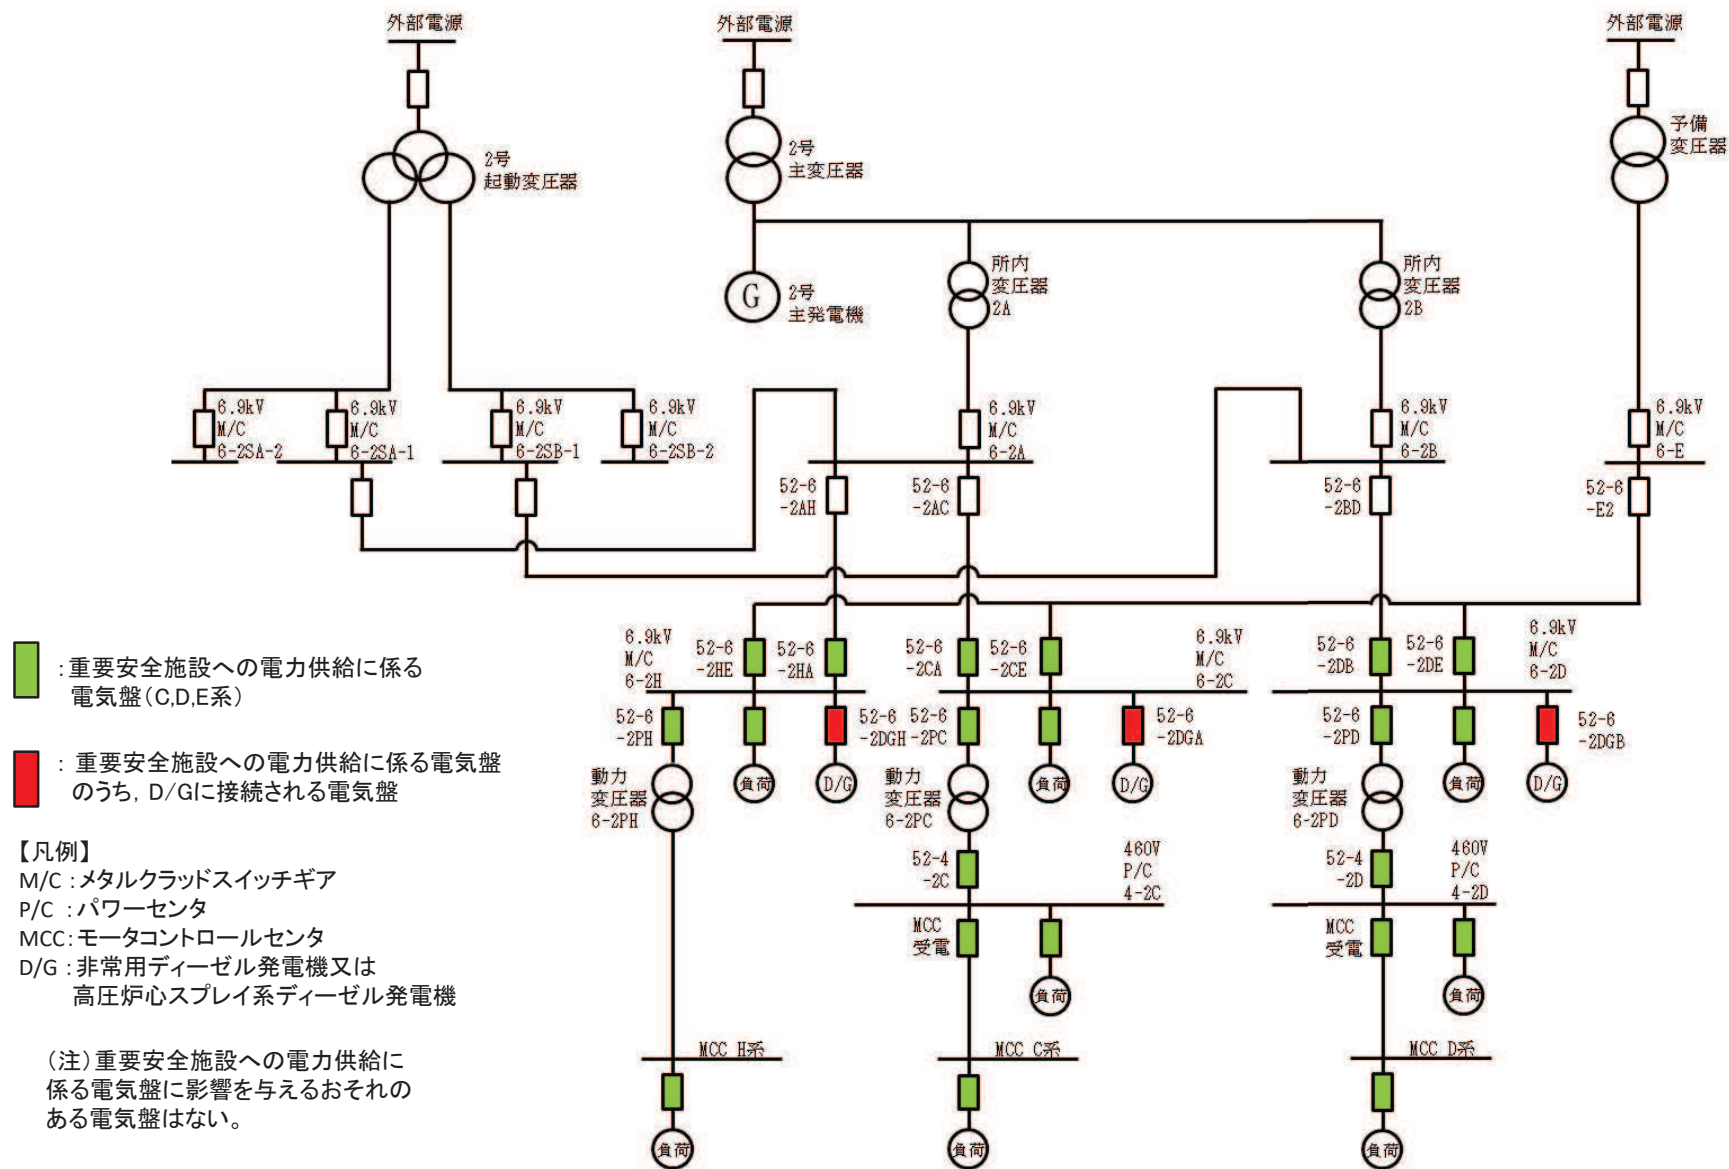 外部電源
外部電源
外部電源
2号
起動変圧器
2号
主変圧器
予備
変圧器
G
2号
主発電機
所内
変圧器
2A
所内
変圧器
2B
6.9kV
M/C
6-2SA-2
6.9kV
M/C
6-2SA-1
6.9kV
M/C
6-2SB-1
6.9kV
M/C
6-2SB-2
6.9kV
M/C
6-2A
6.9kV
M/C
6-2B
6.9kV
M/C
6-E
52-6
-2AH
52-6
-2AC
52-6
-2BD
52-6
-E2
6.9kV
M/C
6-2H
52-6
-2HE
52-6
-2HA
52-6
-2CA
52-6
-2CE
6.9kV
M/C
6-2C
52-6
-2DB
52-6
-2DE
6.9kV
M/C
6-2D
52-6
-2PH
52-6
-2DGH
52-6
-2PC
52-6
-2DGA
52-6
-2PD
52-6
-2DGB
動力
変圧器
6-2PH
負荷
D/G
動力
変圧器
6-2PC
負荷
D/G
動力
変圧器
6-2PD
負荷
D/G
52-4
-2C
460V
P/C
4-2C
52-4
-2D
460V
P/C
4-2D
MCC
受電
負荷
MCC
受電
負荷
MCC H系
MCC C系
MCC D系
負荷
負荷
負荷
:重要安全施設への電力供給に係る
電気盤(C,D,E系)
: 重要安全施設への電力供給に係る電気盤
のうち, D/Gに接続される電気盤
【凡例】
M/C :メタルクラッドスイッチギア
P/C :パワーセンタ
MCC:モータコントロールセンタ
D/G :非常用ディーゼル発電機又は
高圧炉心スプレイ系ディーゼル発電機
(注)重要安全施設への電力供給に
係る電気盤に影響を与えるおそれの
ある電気盤はない。